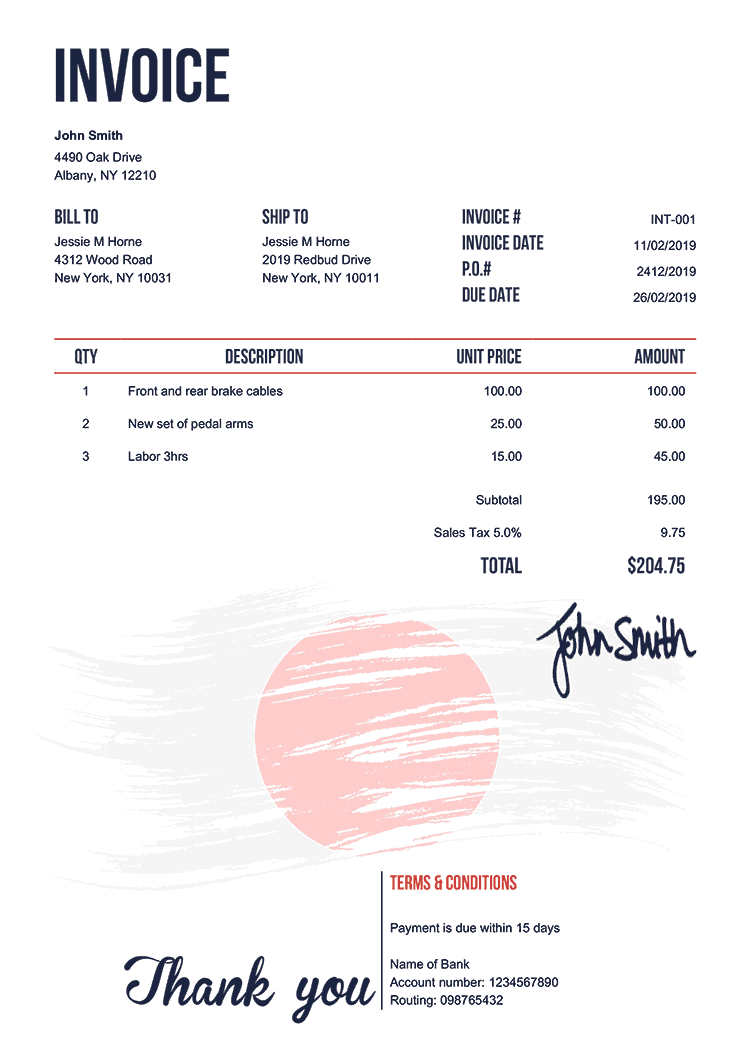 INVOICE
John Smith
4490 Oak Drive
Albany, NY 12210
BILL TO
Jessie M Horne
4312 Wood Road
New York, NY 10031
SHIP TO
Jessie M Horne
2019 Redbud Drive
New York, NY 10011
INVOICE # INT-001
INVOICE DATE 11/02/2019
P.O.# 2412/2019
DUE DATE 26/02/2019
QTY DESCRIPTION UNIT PRICE AMOUNT
1 Front and rear brake cables 100.00 100.00
2 New set of pedal arms 25.00 50.00
3 Labor 3hrs 15.00 45.00
Subtotal 195.00
Sales Tax 5.0% 9.75
TOTAL $204.75
John Smith
Thank you
TERMS & CONDITIONS
Payment is due within 15 days
Name of Bank
Account number: 1234567890
Routing: 098765432